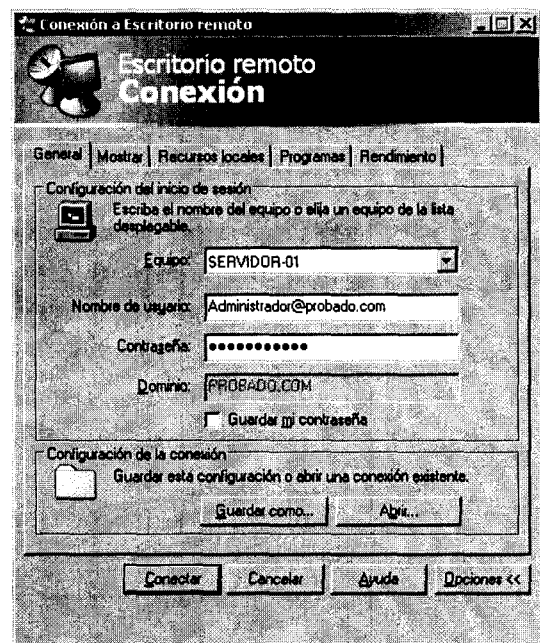 Conexión a Escritorio remoto
Escritorio remoto
Conexión
General Mostrar Recursos locales Programas Rendimiento
Configuración del inicio de sesión
Escriba el nombre del equipo o elija un equipo de la lista
desplegable.
Equipo: SERVIDOR-01
Nombre de usuario: Administrador@probado.com
Contraseña: ●●●●●●●●●●●
Dominio: PROBADO.COM
Guardar mi contraseña
Configuración de la conexión
Guardar esta configuración o abrir una conexión existente.
Guardar como... Abrir...
Conectar Cancelar Ayuda Opciones <<